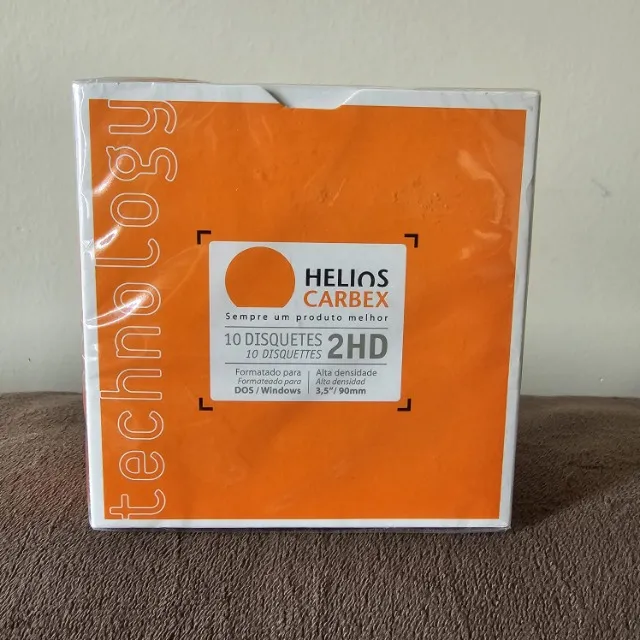 technology
HELIOS
CARBEX
Sempre um produto melhor
10 DISQUETES 2HD
10 DISQUETTES
Formatado para
Formateado para
DOS / Windows
Alta densidade
Alta densidad
3,5"/ 90mm